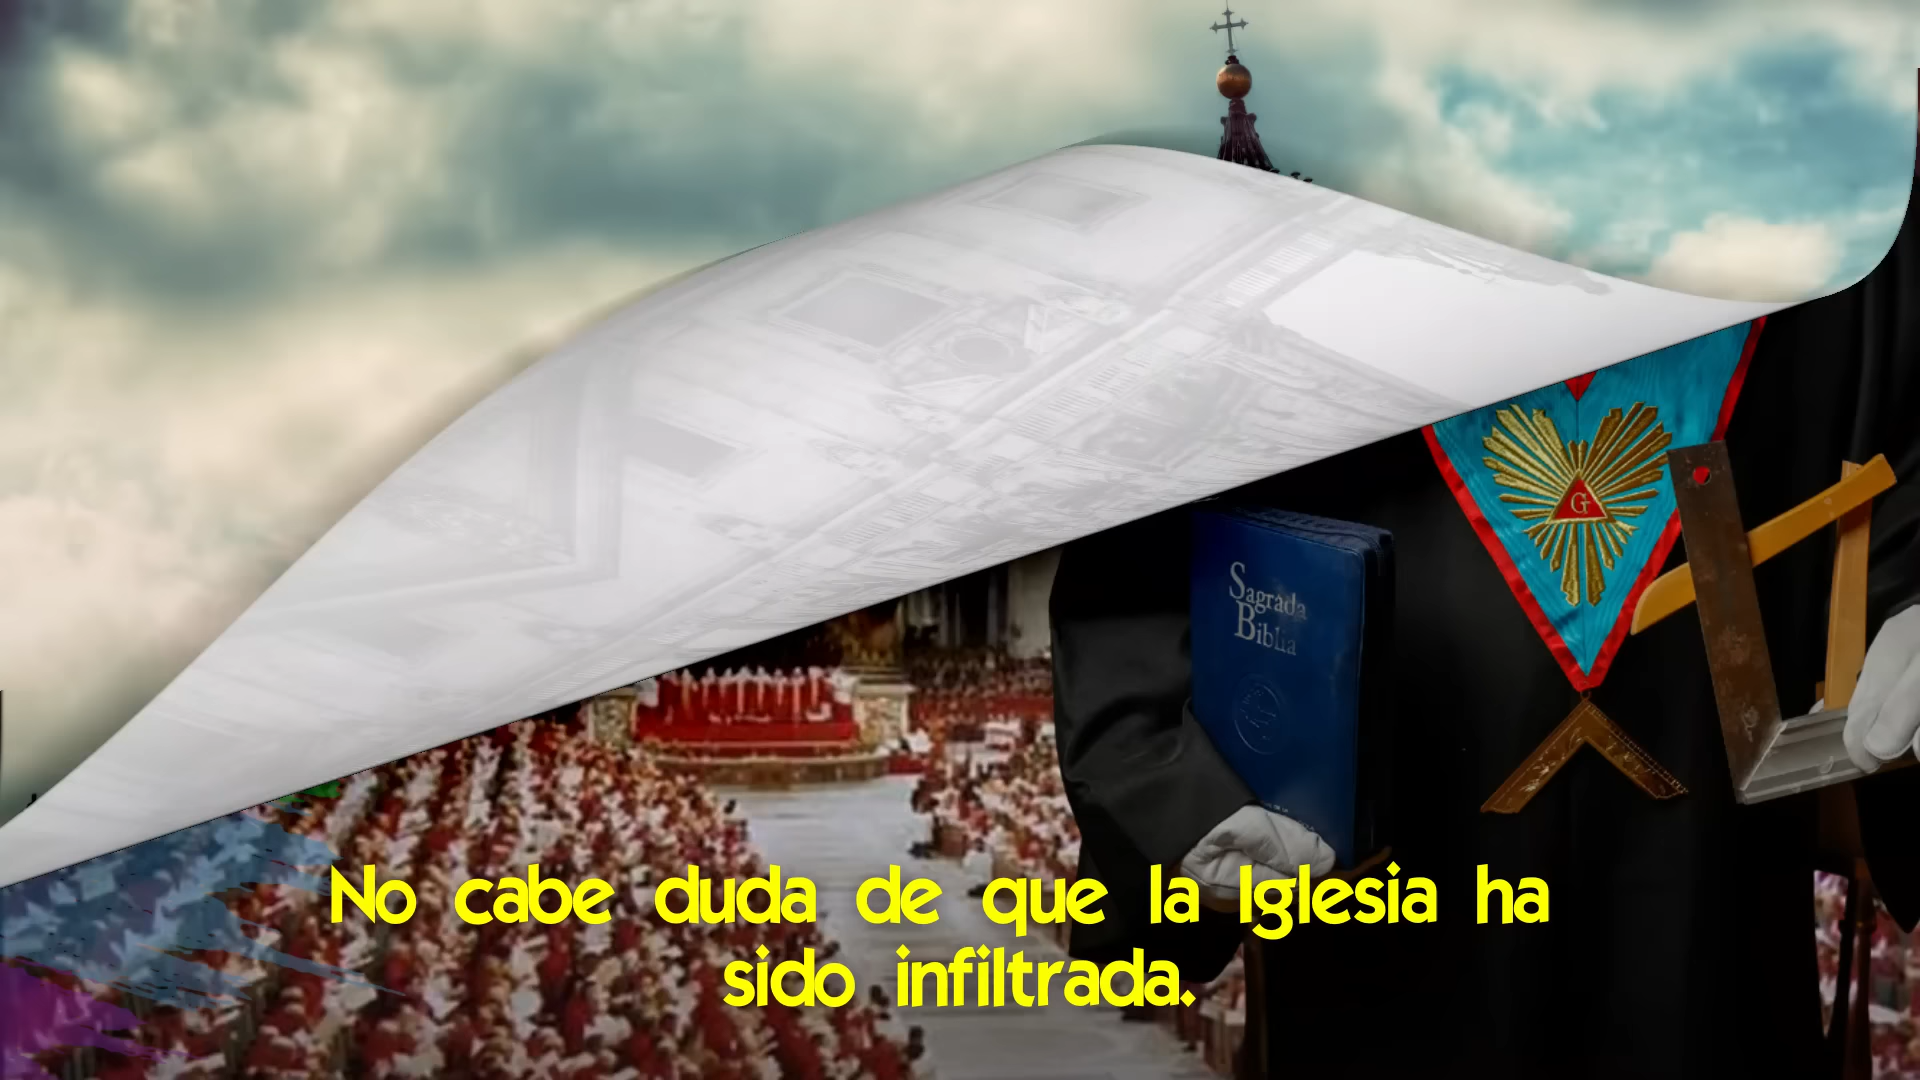 G
Sagrada
Biblia
No cabe duda de que la Iglesia ha
sido infiltrada.